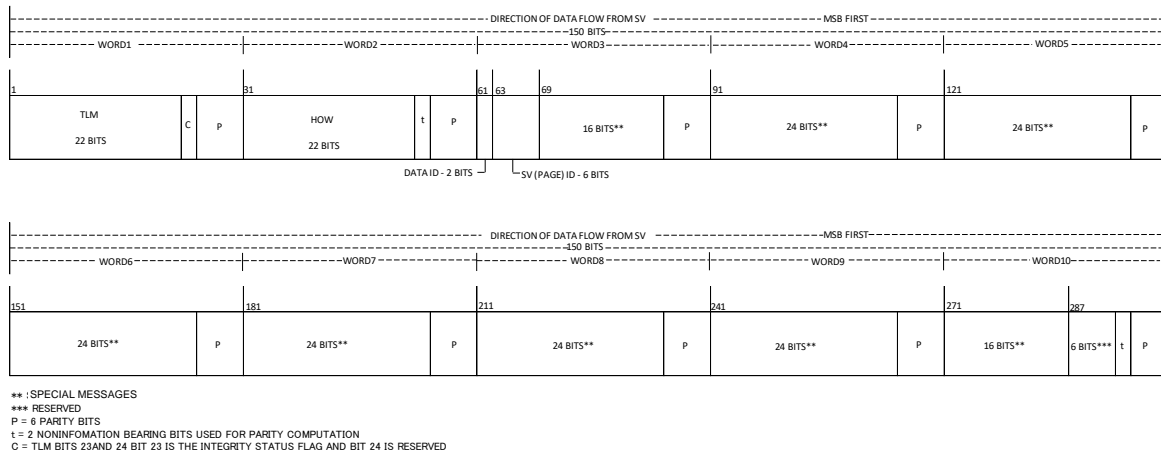 DIRECTION OF DATA FLOW FROM SV MSB FIRST
150 BITS
WORD1 WORD2 WORD3 WORD4 WORD5
1 31 61 63 69 91 121
TLM
22 BITS
C
P
HOW
22 BITS
t
P
16 BITS**
P
24 BITS**
P
24 BITS**
P
DATA ID - 2 BITS
SV (PAGE) ID - 6 BITS
DIRECTION OF DATA FLOW FROM SV MSB FIRST
150 BITS
WORD6 WORD7 WORD8 WORD9 WORD10
151 181 211 241 271 287
24 BITS** P 24 BITS** P 24 BITS** P 24 BITS** P 16 BITS** 6 BITS*** t P
** : SPECIAL MESSAGES
*** RESERVED
P = 6 PARITY BITS
t = 2 NONINFOMATION BEARING BITS USED FOR PARITY COMPUTATION
C = TLM BITS 23AND 24 BIT 23 IS THE INTEGRITY STATUS FLAG AND BIT 24 IS RESERVED